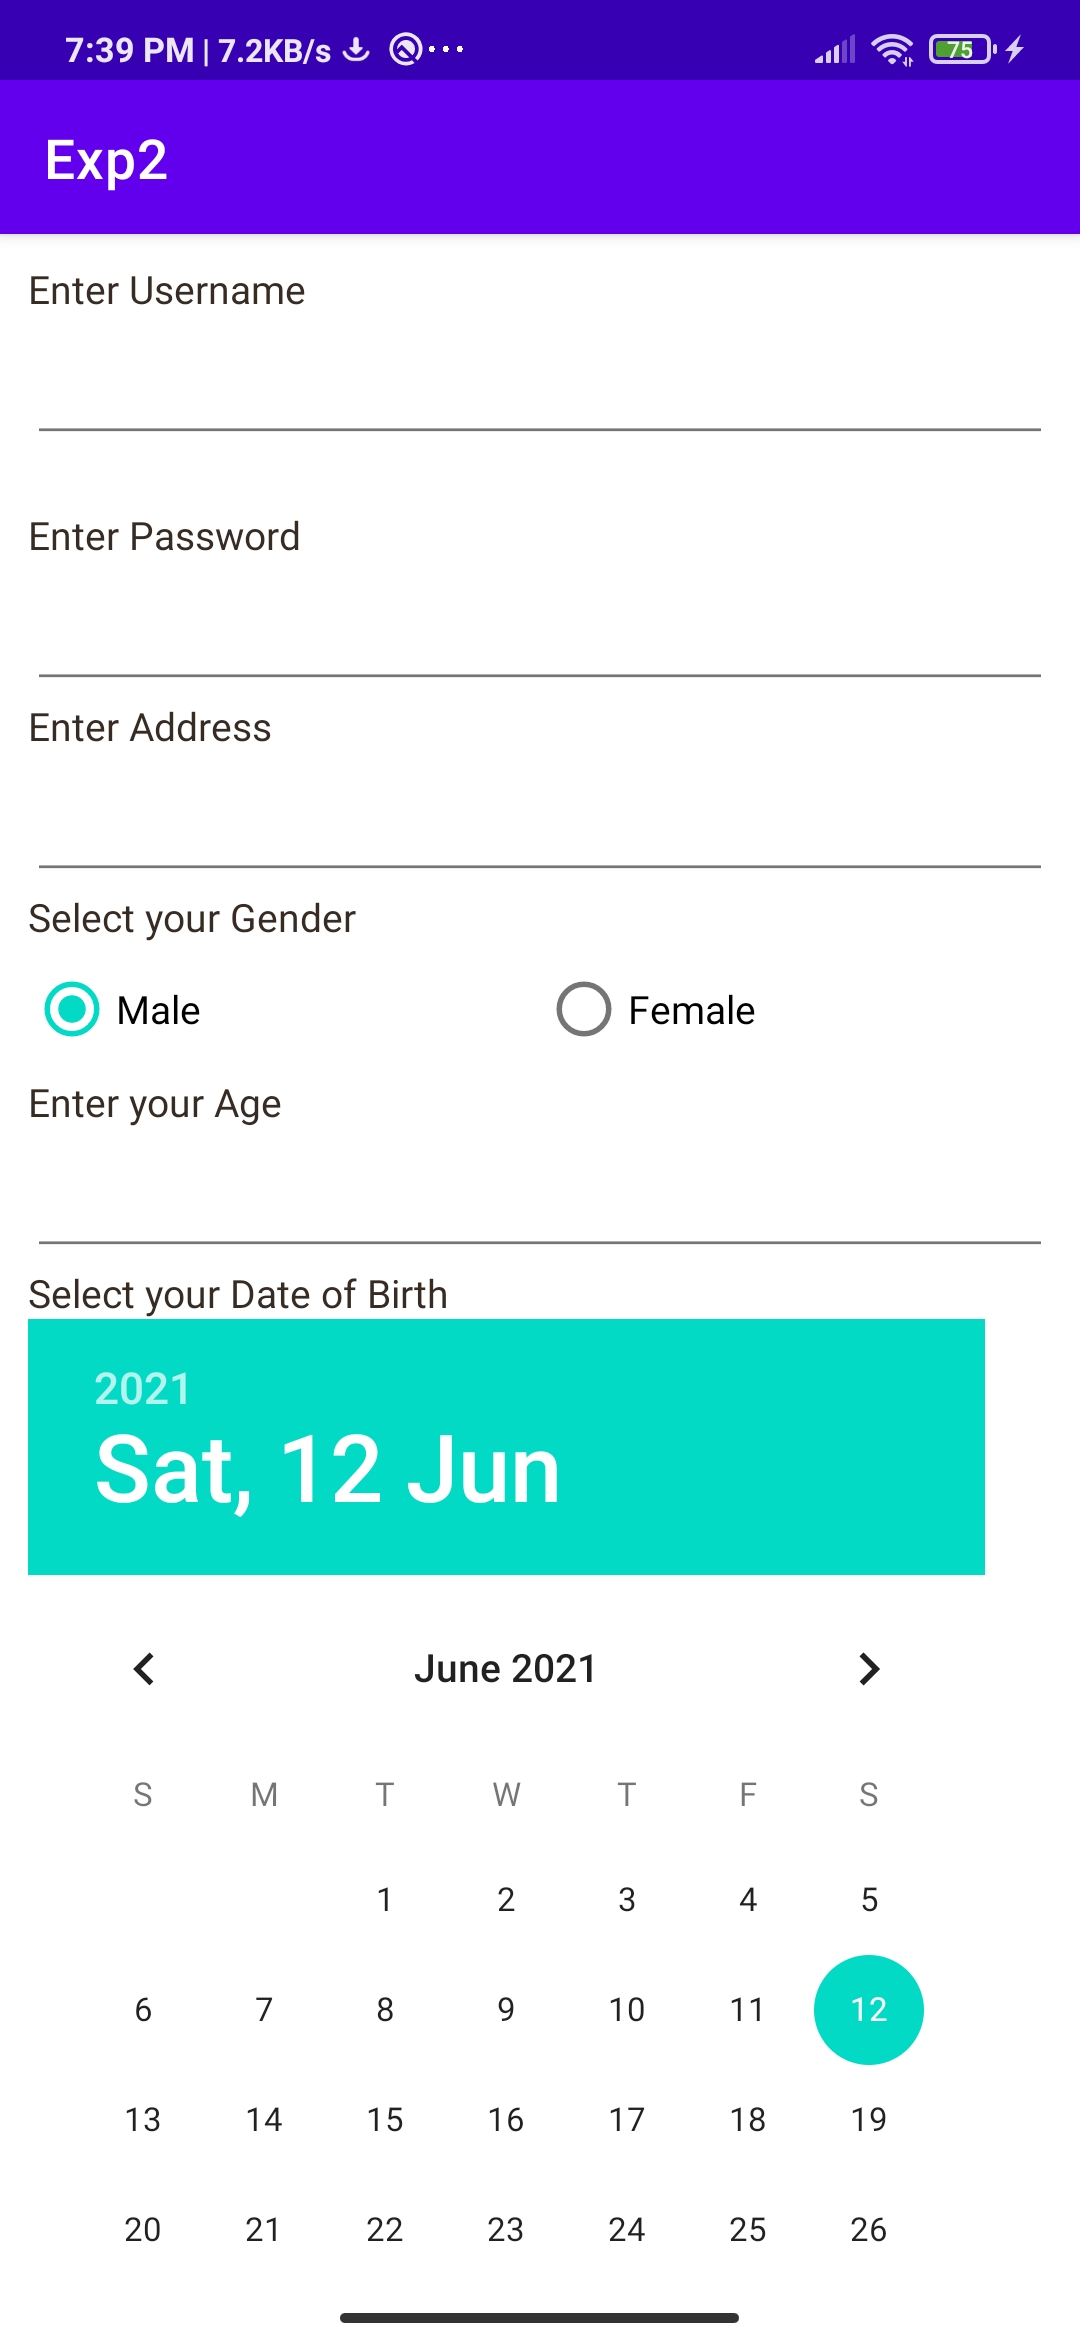 7:39 PM | 7.2KB/s 75
Exp2
Enter Username
Enter Password
Enter Address
Select your Gender
Male Female
Enter your Age
Select your Date of Birth
2021
Sat, 12 Jun
June 2021
S M T W T F S
1 2 3 4 5
6 7 8 9 10 11 12
13 14 15 16 17 18 19
20 21 22 23 24 25 26